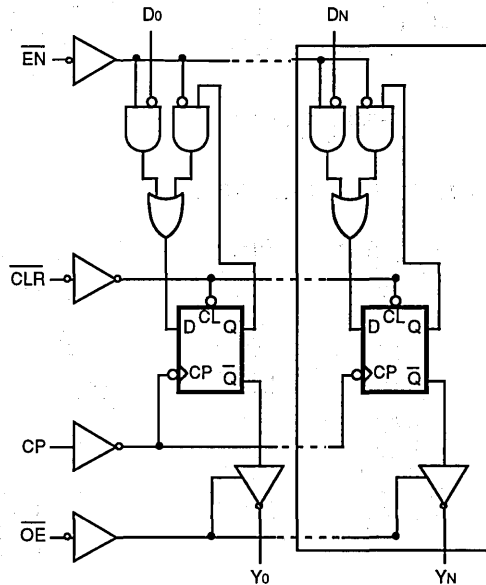 D0 DN
EN
CLR
CL CL
D Q D Q
CP Q CP Q
CP
OE
Y0 YN